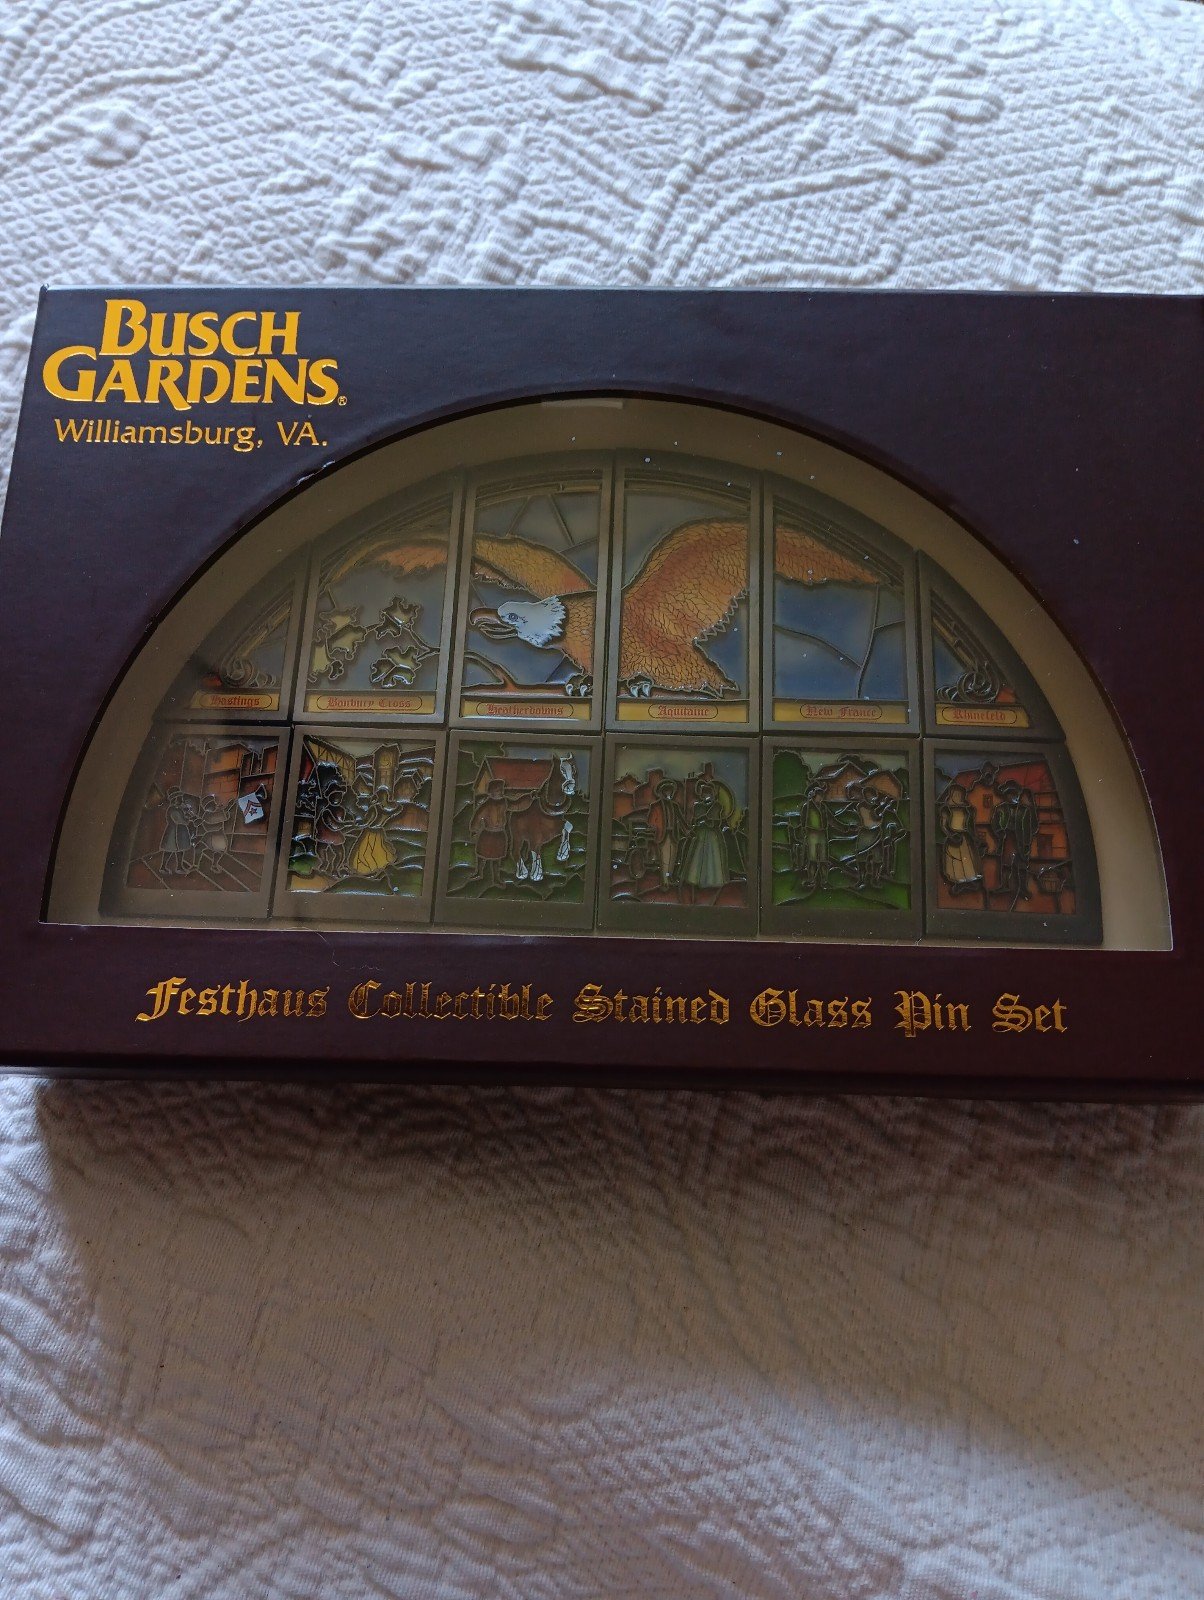 BUSCH
GARDENS®
Williamsburg, VA.
Hastings
Banbury Cross
Heatherdowns
Aquitaine
New France
Rhinefeld
Festhaus Collectible Stained Glass Pin Set